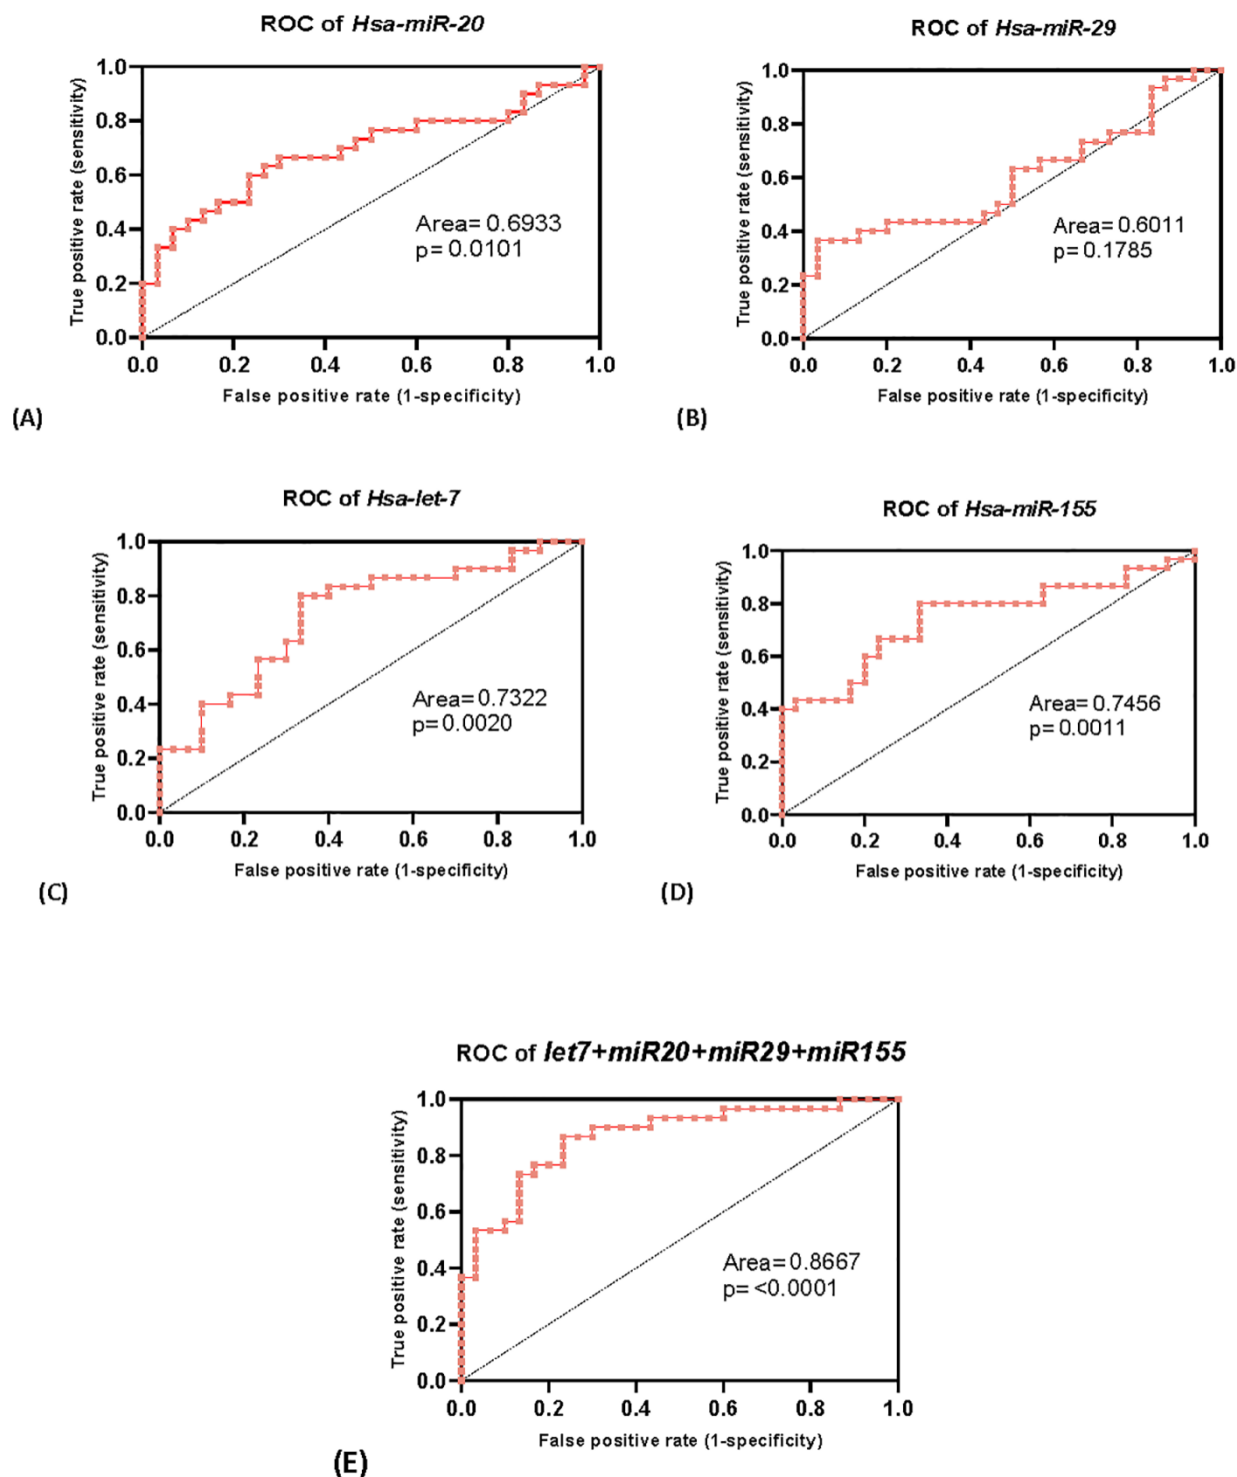 ROC of Hsa-miR-20
True positive rate (sensitivity)
1.0
0.8
0.6
0.4
0.2
0.0
Area= 0.6933
p= 0.0101
0.0 0.2 0.4 0.6 0.8 1.0
False positive rate (1-specificity)
(A)
ROC of Hsa-miR-29
True positive rate (sensitivity)
1.0
0.8
0.6
0.4
0.2
0.0
Area= 0.6011
p= 0.1785
0.0 0.2 0.4 0.6 0.8 1.0
False positive rate (1-specificity)
(B)
ROC of Hsa-let-7
True positive rate (sensitivity)
1.0
0.8
0.6
0.4
0.2
0.0
Area= 0.7322
p= 0.0020
0.0 0.2 0.4 0.6 0.8 1.0
False positive rate (1-specificity)
(C)
ROC of Hsa-miR-155
True positive rate (sensitivity)
1.0
0.8
0.6
0.4
0.2
0.0
Area= 0.7456
p= 0.0011
0.0 0.2 0.4 0.6 0.8 1.0
False positive rate (1-specificity)
(D)
ROC of let7+miR20+miR29+miR155
True positive rate (sensitivity)
1.0
0.8
0.6
0.4
0.2
0.0
Area= 0.8667
p= <0.0001
0.0 0.2 0.4 0.6 0.8 1.0
False positive rate (1-specificity)
(E)